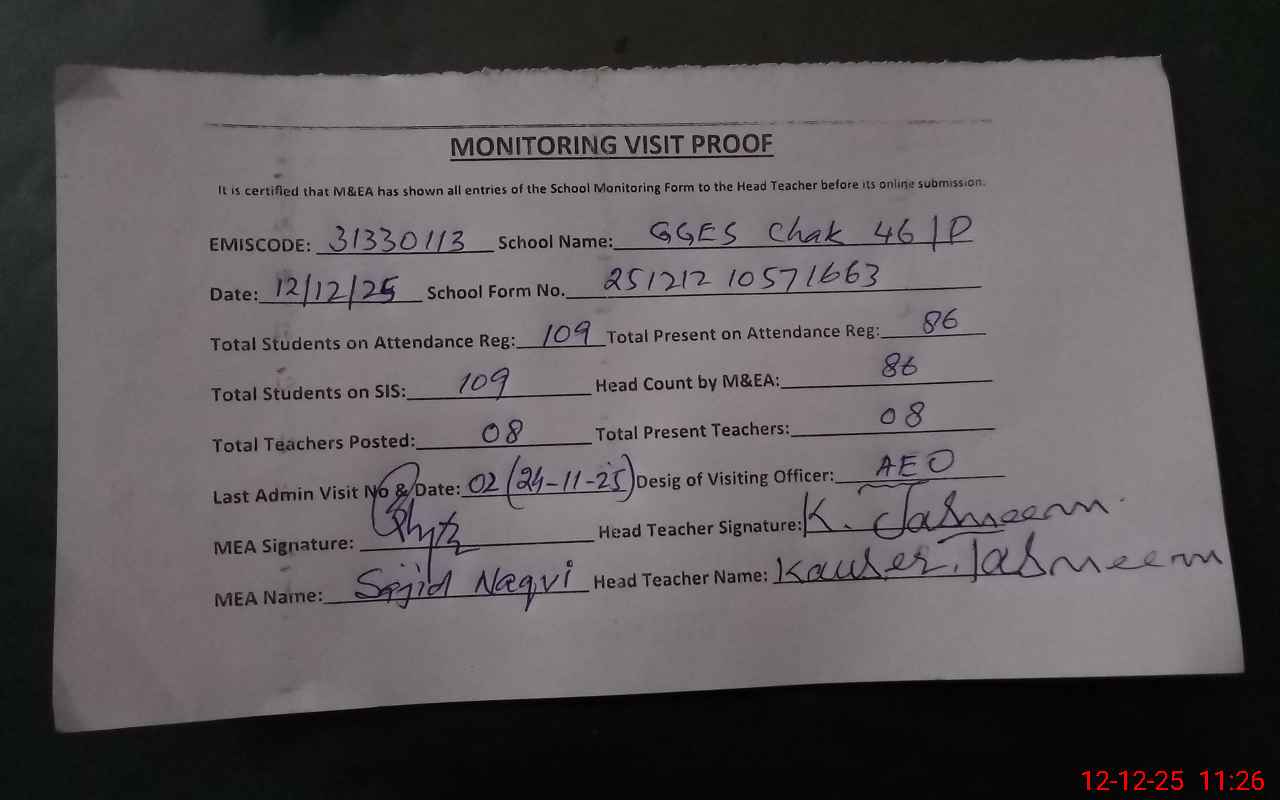 MONITORING VISIT PROOF
It is certified that M&EA has shown all entries of the School Monitoring Form to the Head Teacher before its online submission.
EMISCODE: 31330113 School Name: GGES Chak 46/P
Date: 12/12/25 School Form No. 251212 10571663
Total Students on Attendance Reg: 109 Total Present on Attendance Reg: 86
Total Students on SIS: 109 Head Count by M&EA: 86
Total Teachers Posted: 08 Total Present Teachers: 08
Last Admin Visit No & Date: 02 (24-11-25) Desig of Visiting Officer: AEO
MEA Signature: Head Teacher Signature: K. Tasneem
MEA Name: Sajid Naqvi Head Teacher Name: Kauser Tasneem
12-12-25 11:26